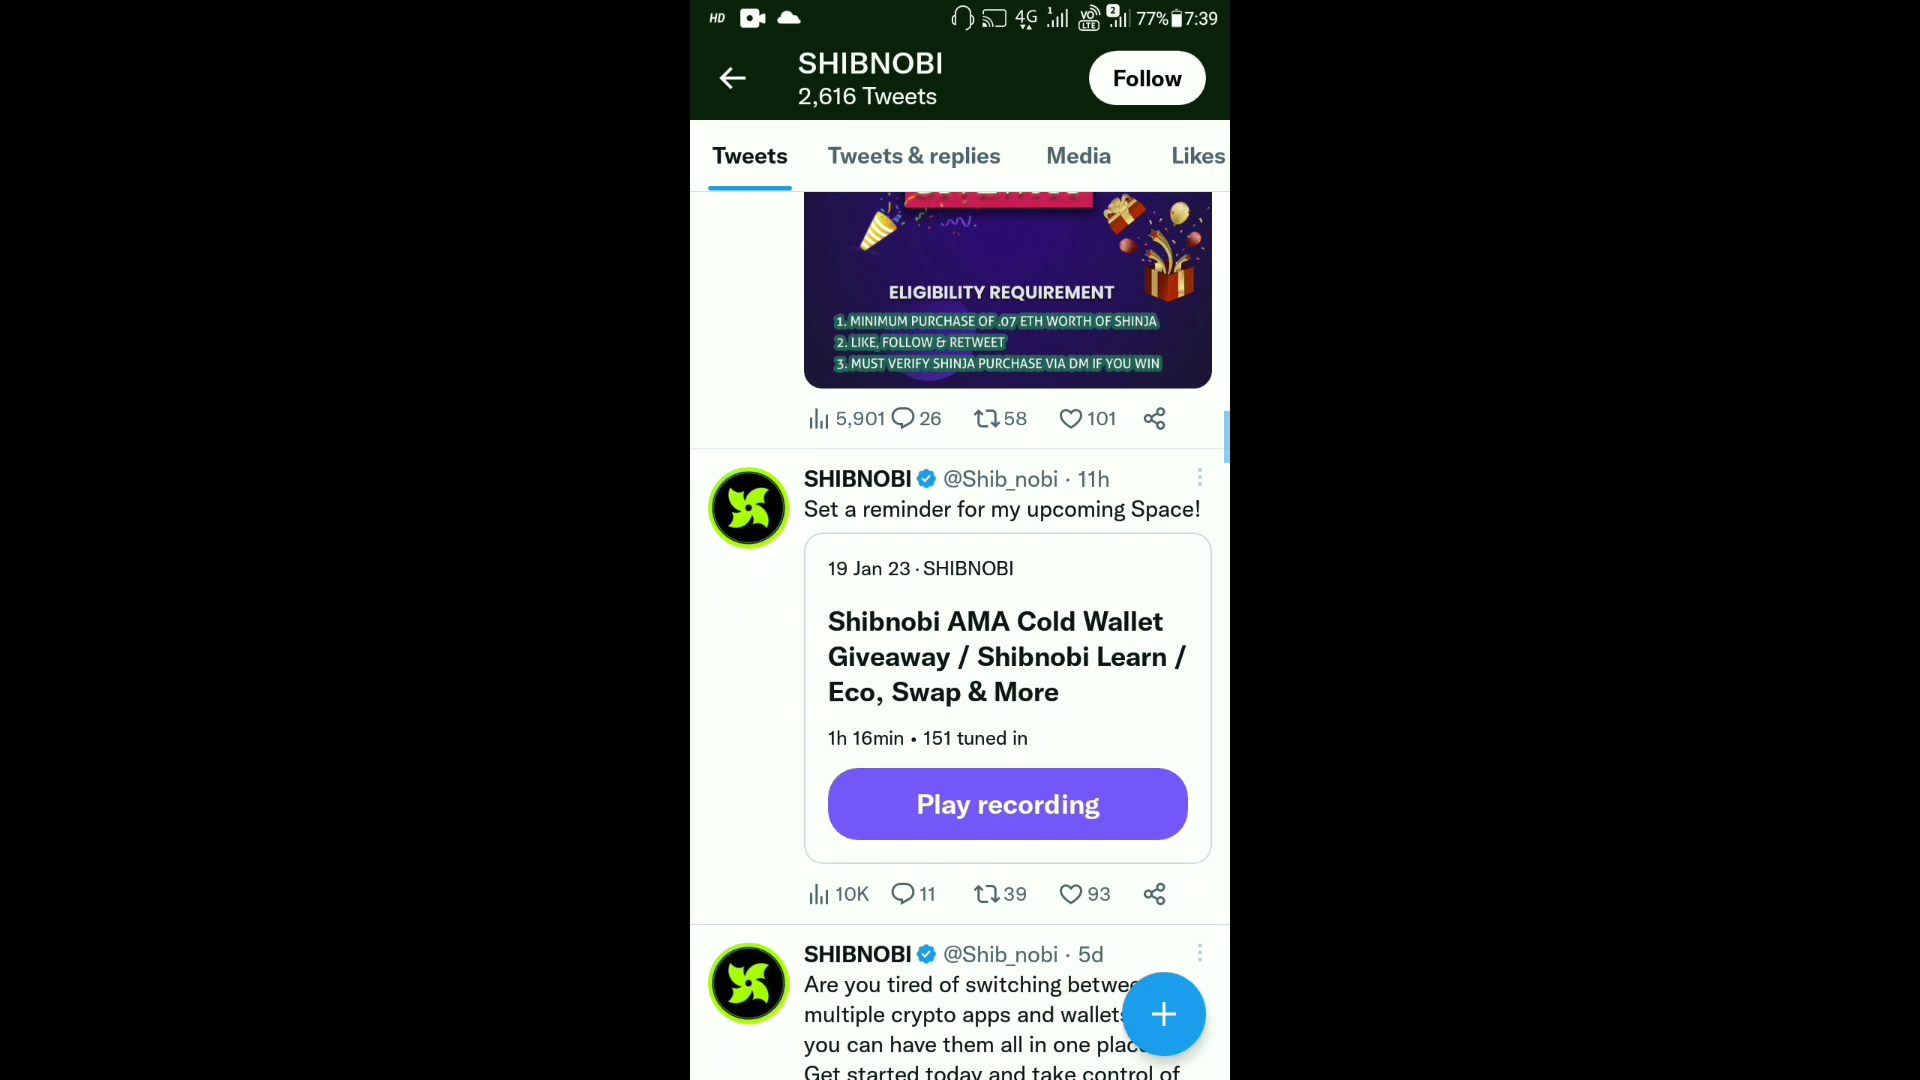 HD 4G 1 VO LTE 2 77% 7:39
SHIBNOBI
2,616 Tweets
Follow
Tweets Tweets & replies Media Likes
ELIGIBILITY REQUIREMENT
1. MINIMUM PURCHASE OF .07 ETH WORTH OF SHINJA
2. LIKE, FOLLOW & RETWEET
3. MUST VERIFY SHINJA PURCHASE VIA DM IF YOU WIN
5,901 26 58 101
SHIBNOBI @Shib_nobi · 11h
Set a reminder for my upcoming Space!
19 Jan 23 · SHIBNOBI
Shibnobi AMA Cold Wallet
Giveaway / Shibnobi Learn /
Eco, Swap & More
1h 16min • 151 tuned in
Play recording
10K 11 39 93
SHIBNOBI @Shib_nobi · 5d
Are you tired of switching
multiple crypto apps and
you can have them all in one
Get started today and take control of